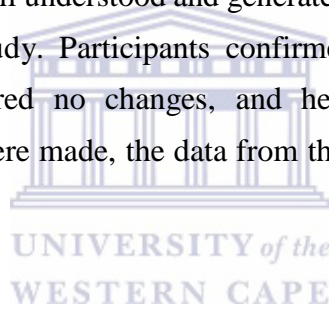 understood and generate
udy. Participants confirme
red no changes, and he
ere made, the data from th
UNIVERSITY of the
WESTERN CAPE